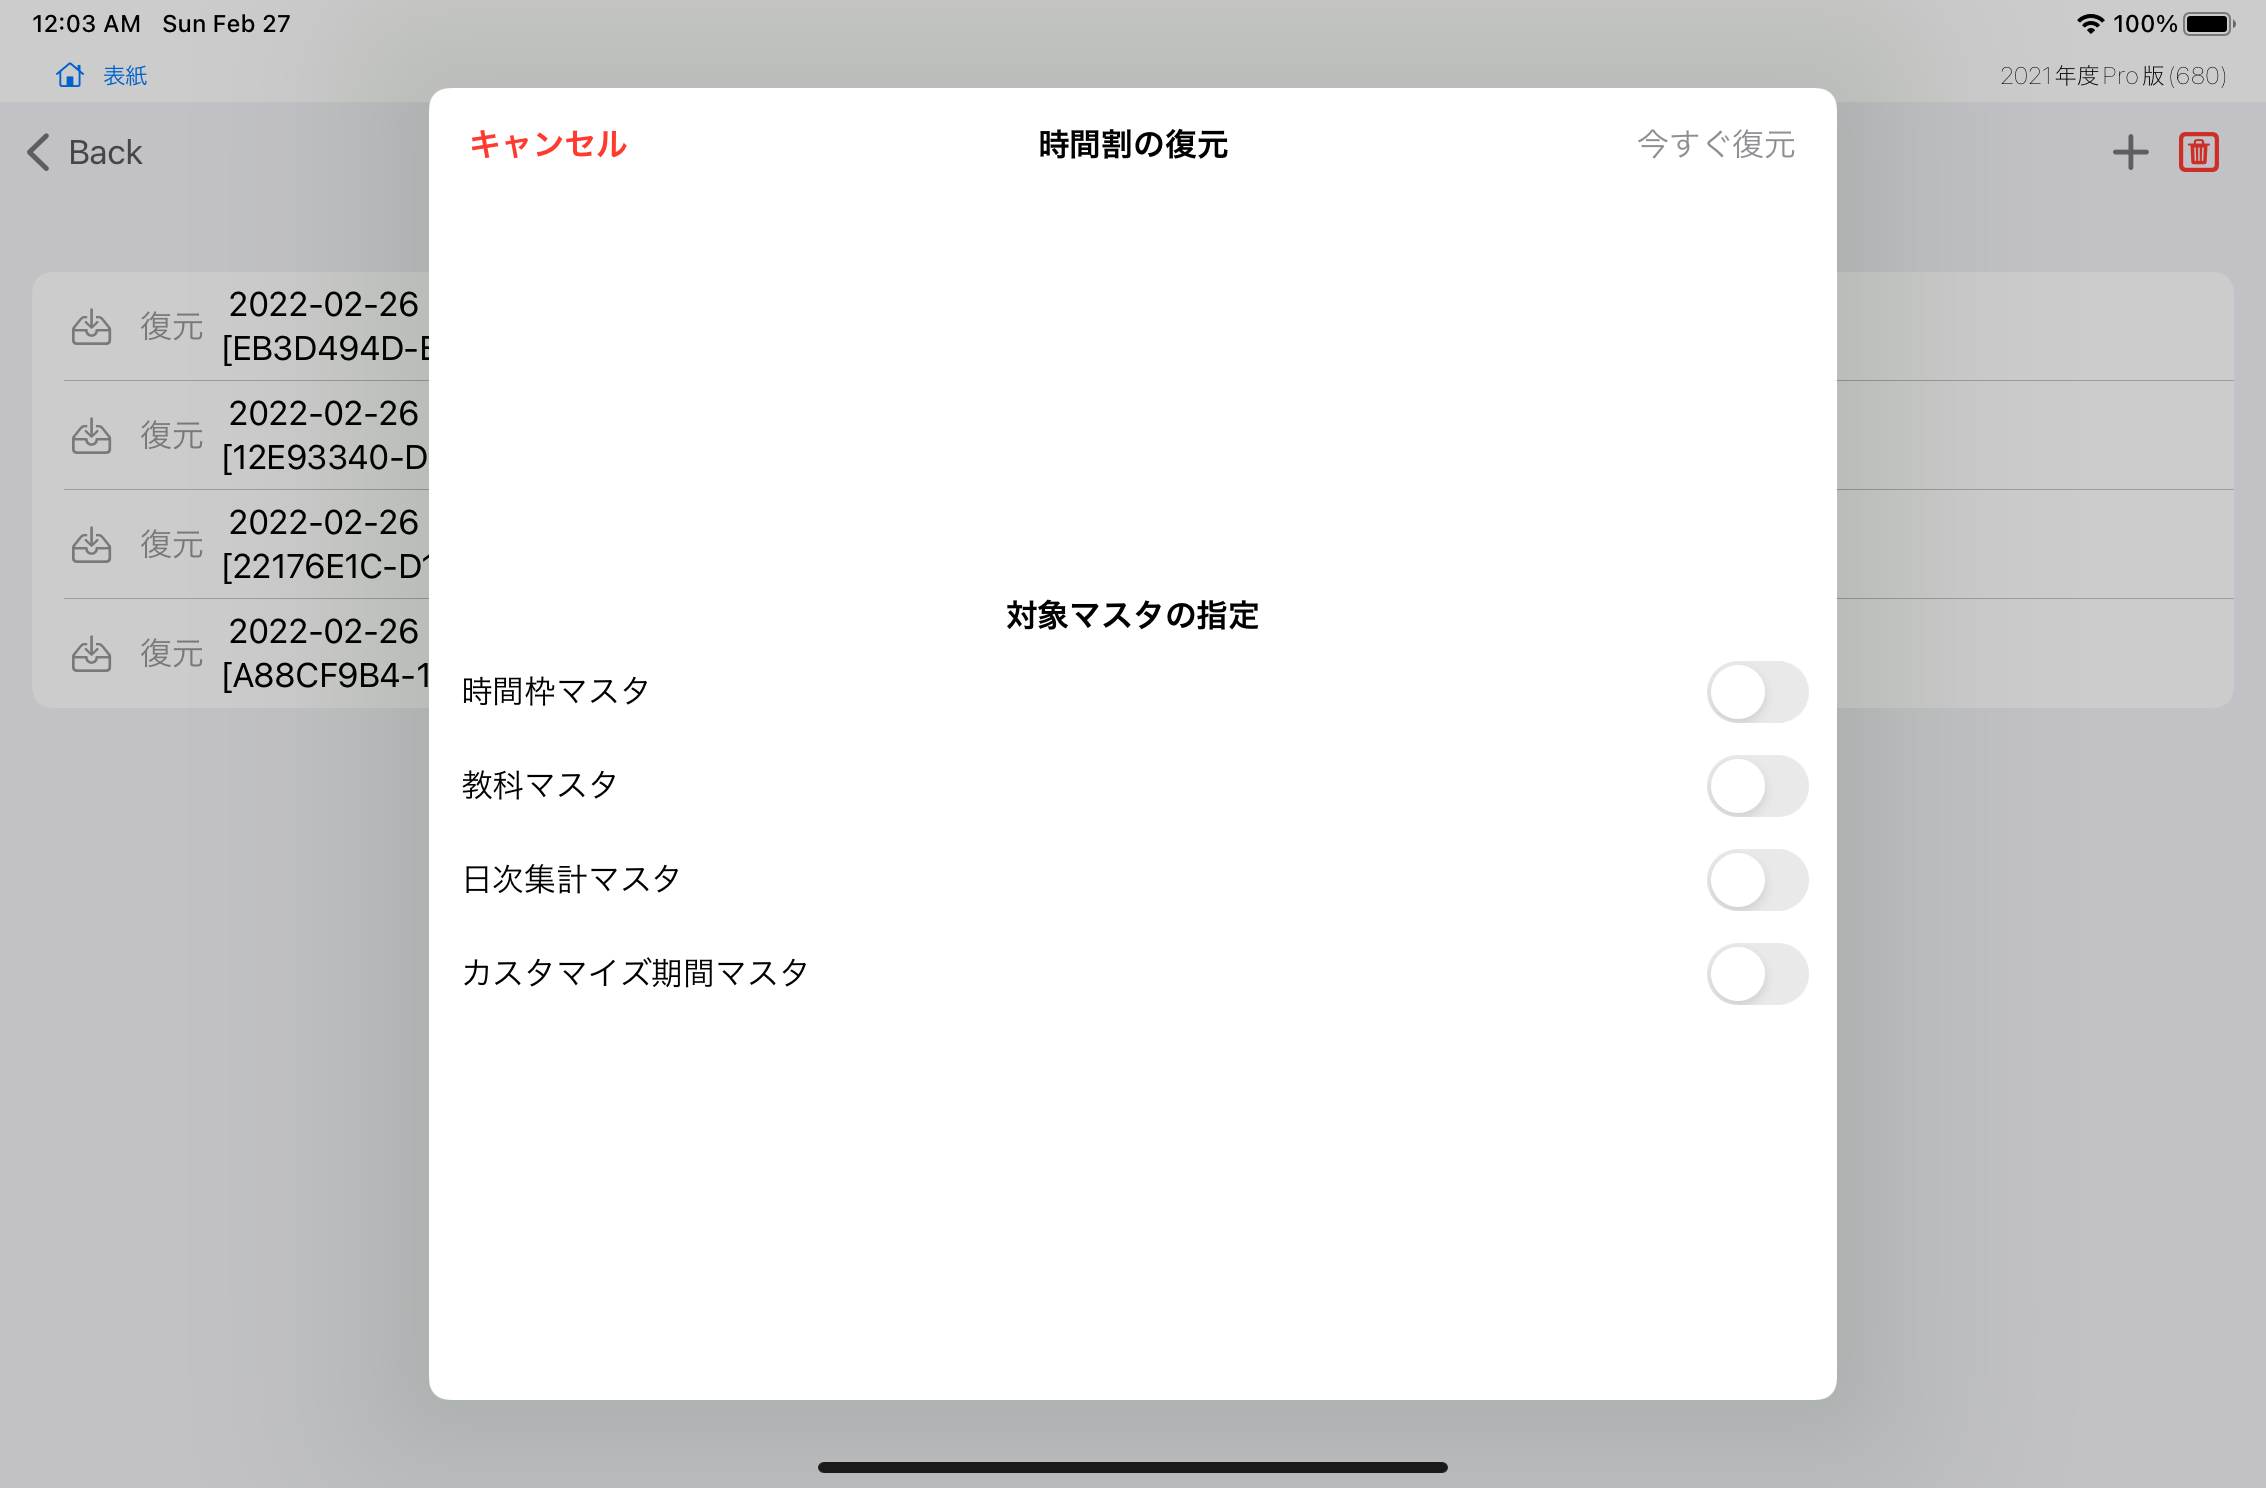 12:03 AM Sun Feb 27
100%
表紙
2021年度Pro版(680)
Back
キャンセル
時間割の復元
今すぐ復元
復元
2022-02-26
[EB3D494D-
復元
2022-02-26
[12E93340-D
復元
2022-02-26
[22176E1C-D1
復元
2022-02-26
[A88CF9B4-1
対象マスタの指定
時間枠マスタ
教科マスタ
日次集計マスタ
カスタマイズ期間マスタ